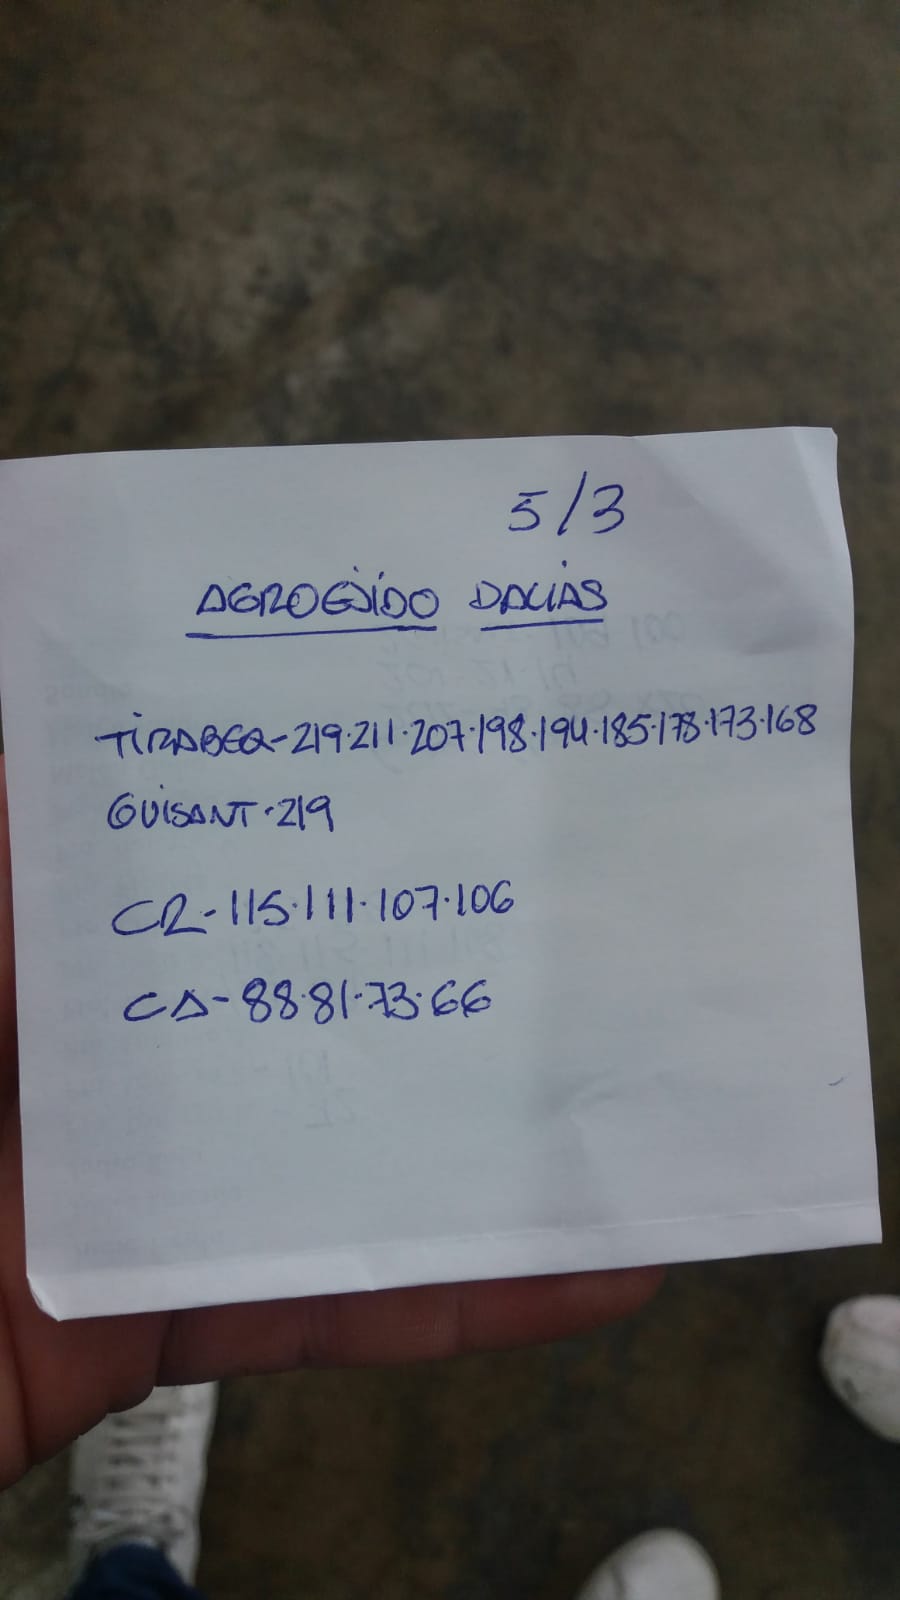 5/3
AGROEJIDO DALIAS
TIRABEQ-219.211.207.198.194.185.178.173.168
GUISANT.219
CR-115.111.107.106
CA-88.81.73.66